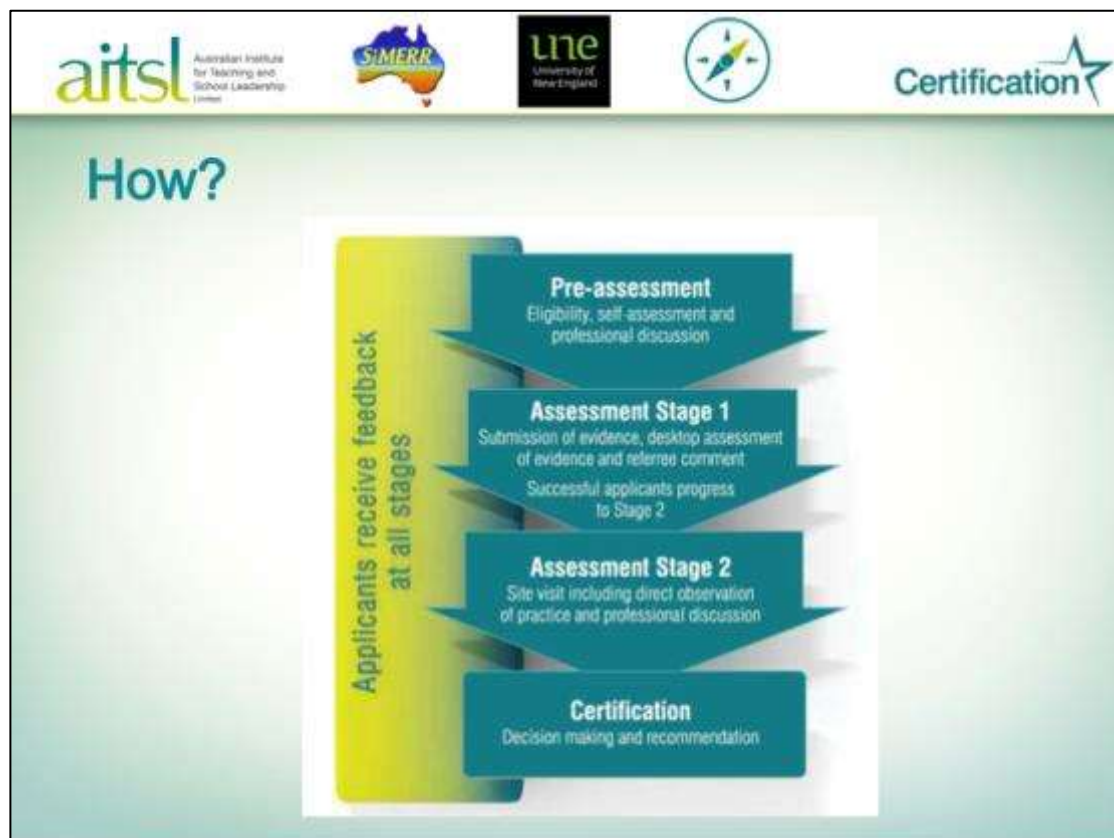 aitsl
Australian Institute
for Teaching and
School Leadership
Limited
SiMERR
une
University of
New England
Certification
How?
Applicants receive feedback
at all stages
Pre-assessment
Eligibility, self-assessment and
professional discussion
Assessment Stage 1
Submission of evidence, desktop assessment
of evidence and referree comment
Successful applicants progress
to Stage 2
Assessment Stage 2
Site visit including direct observation
of practice and professional discussion
Certification
Decision making and recommendation